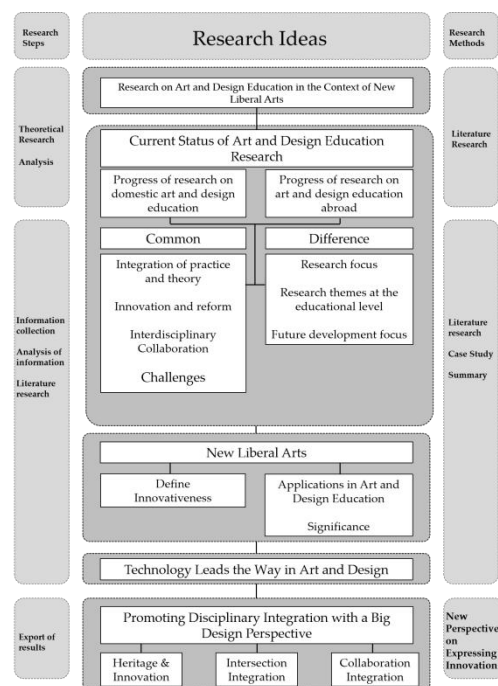 Research
Steps
Research Ideas
Research
Methods
Theoretical
Research
Analysis
Research on Art and Design Education in the Context of New
Liberal Arts
Current Status of Art and Design Education
Research
Progress of research on
domestic art and design
education
Progress of research on
art and design education
abroad
Literature
Research
Information
collection
Analysis of
information
Literature
research
Common
Integration of practice
and theory
Innovation and reform
Interdisciplinary
Collaboration
Challenges
Difference
Research focus
Research themes at the
educational level
Future development focus
Literature
research
Case Study
Summary
New Liberal Arts
Define
Innovativeness
Applications in Art and
Design Education
Significance
Technology Leads the Way in Art and Design
Export of
results
Promoting Disciplinary Integration with a Big
Design Perspective
Heritage &
Innovation
Intersection
Integration
Collaboration
Integration
New
Perspective
on
Expressing
Innovation